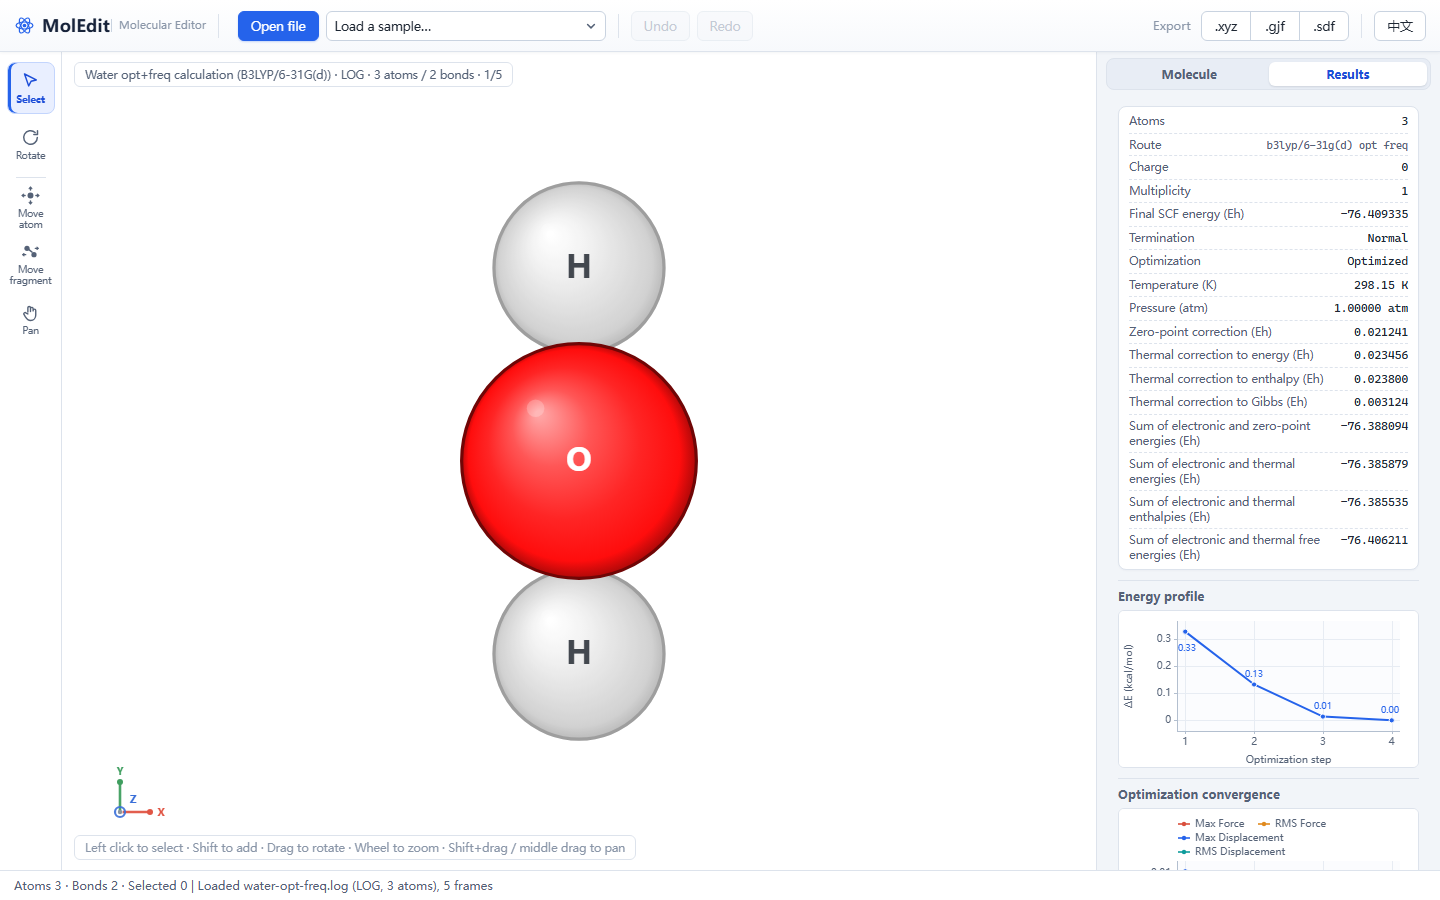 MolEdit Molecular Editor Open file Load a sample... Undo Redo Export .xyz .gjf .sdf 中文
Select
Rotate
Move
atom
Move
fragment
Pan
Water opt+freq calculation (B3LYP/6-31G(d)) · LOG · 3 atoms / 2 bonds · 1/5
H
O
H
Y
Z
X
Left click to select · Shift to add · Drag to rotate · Wheel to zoom · Shift+drag / middle drag to pan
Molecule Results
Atoms 3
Route b3lyp/6-31g(d) opt freq
Charge 0
Multiplicity 1
Final SCF energy (Eh) -76.409335
Termination Normal
Optimization Optimized
Temperature (K) 298.15 K
Pressure (atm) 1.00000 atm
Zero-point correction (Eh) 0.021241
Thermal correction to energy (Eh) 0.023456
Thermal correction to enthalpy (Eh) 0.023800
Thermal correction to Gibbs (Eh) 0.003124
Sum of electronic and zero-point -76.388094
energies (Eh)
Sum of electronic and thermal -76.385879
energies (Eh)
Sum of electronic and thermal -76.385535
enthalpies (Eh)
Sum of electronic and thermal free -76.406211
energies (Eh)
Energy profile
ΔE (kcal/mol)
0.3
0.2
0.1
0
0.33
0.13
0.01
0.00
1 2 3 4
Optimization step
Optimization convergence
Max Force RMS Force
Max Displacement
RMS Displacement
Atoms 3 · Bonds 2 · Selected 0 | Loaded water-opt-freq.log (LOG, 3 atoms), 5 frames